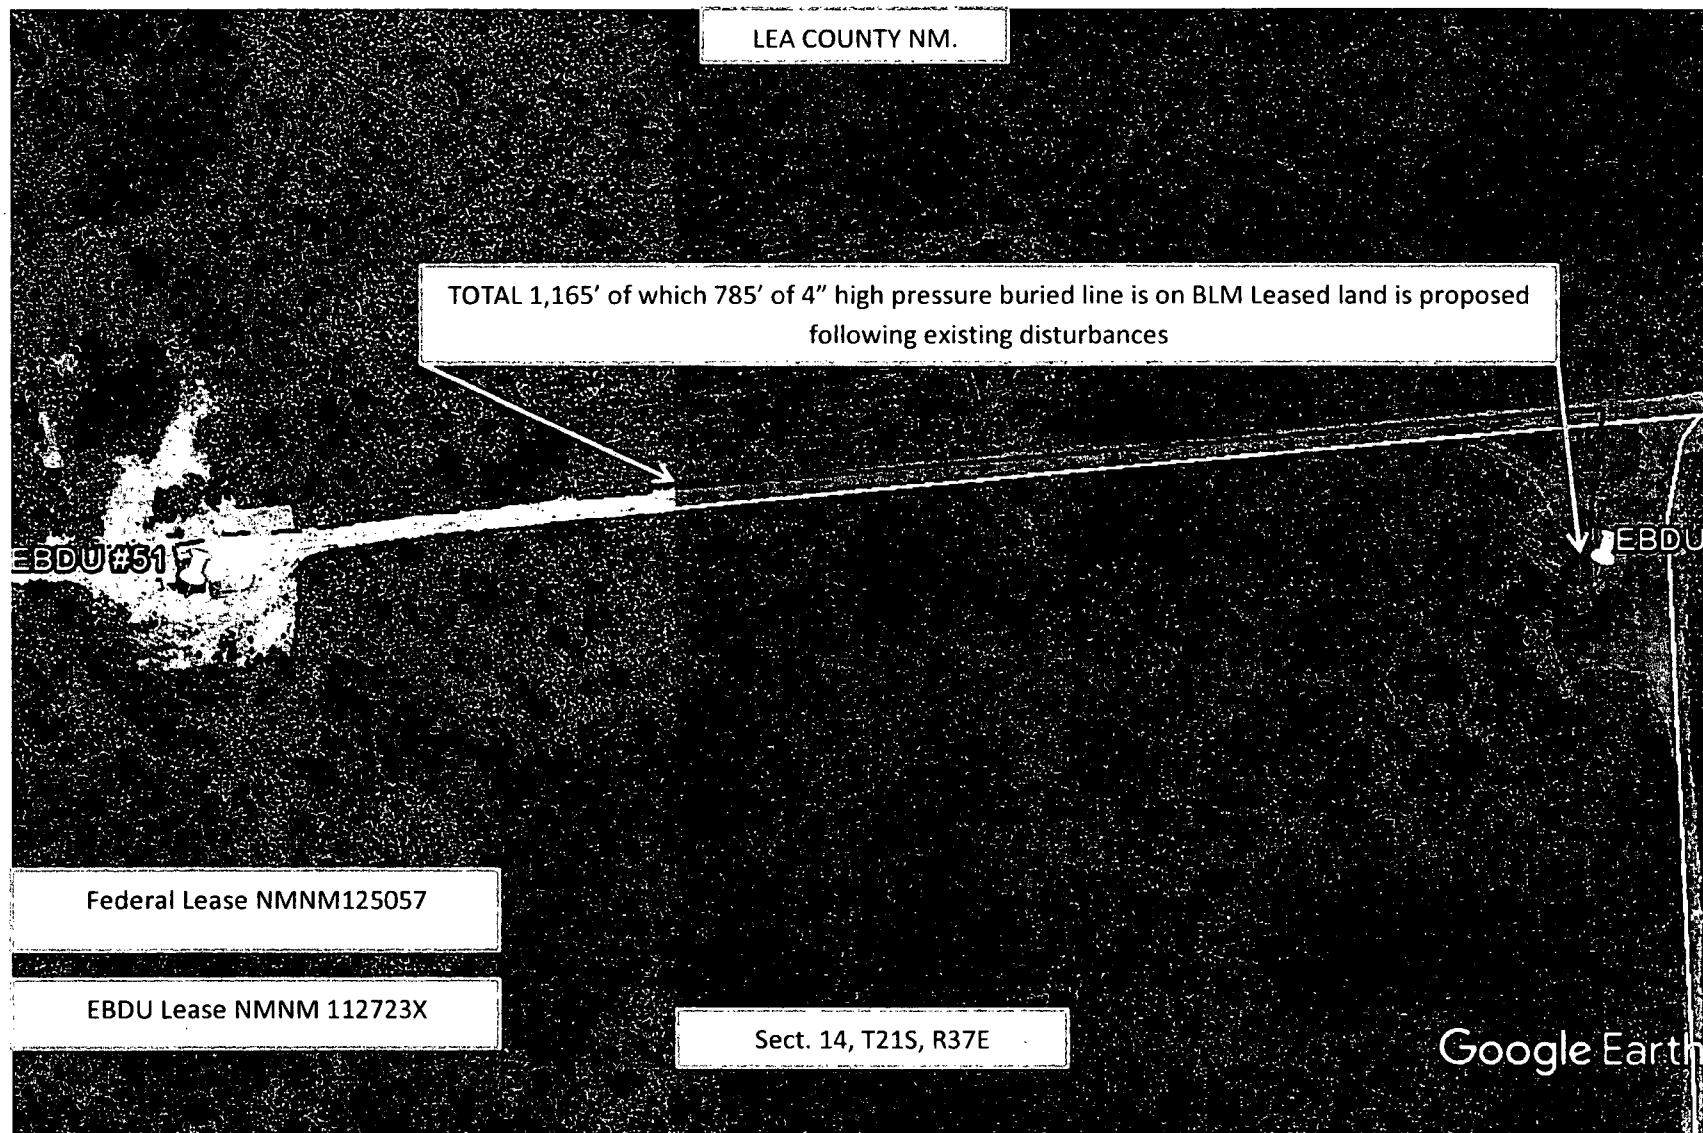 LEA COUNTY NM.
TOTAL 1,165’ of which 785’ of 4” high pressure buried line is on BLM Leased land is proposed
following existing disturbances
EBDU #51
EBDU
Federal Lease NMNM125057
EBDU Lease NMNM 112723X
Sect. 14, T21S, R37E
Google Earth